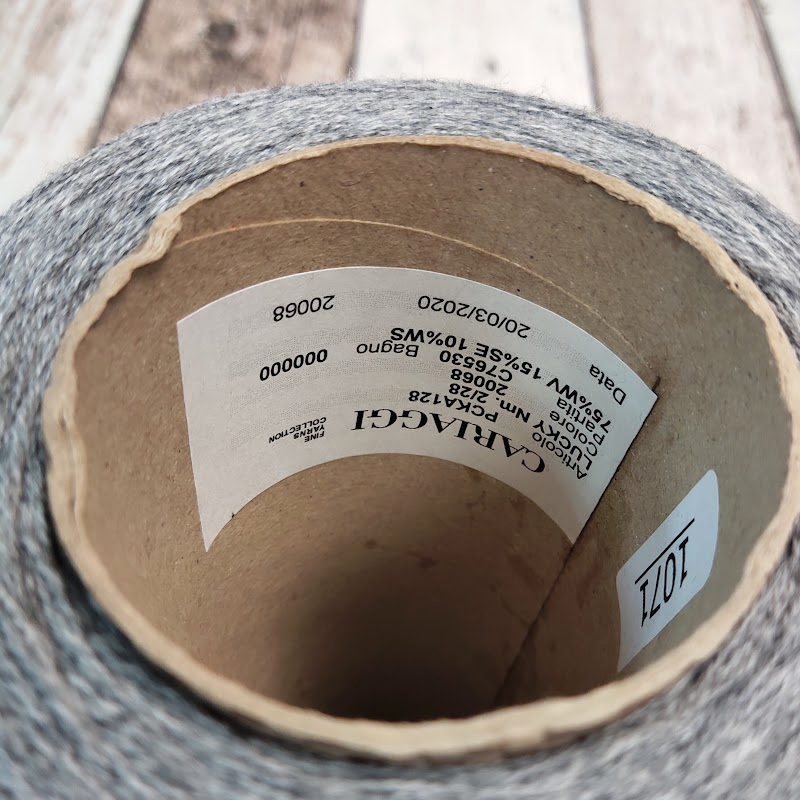 CARIAGGI
FINE
YARNS
COLLECTION
Articolo PCKA128
LUCKY Nm. 2/28
Colore 20068
Partita C76530 Bagno 000000
75%WV 15%SE 10%WS
Data 20/03/2020 20068
1071